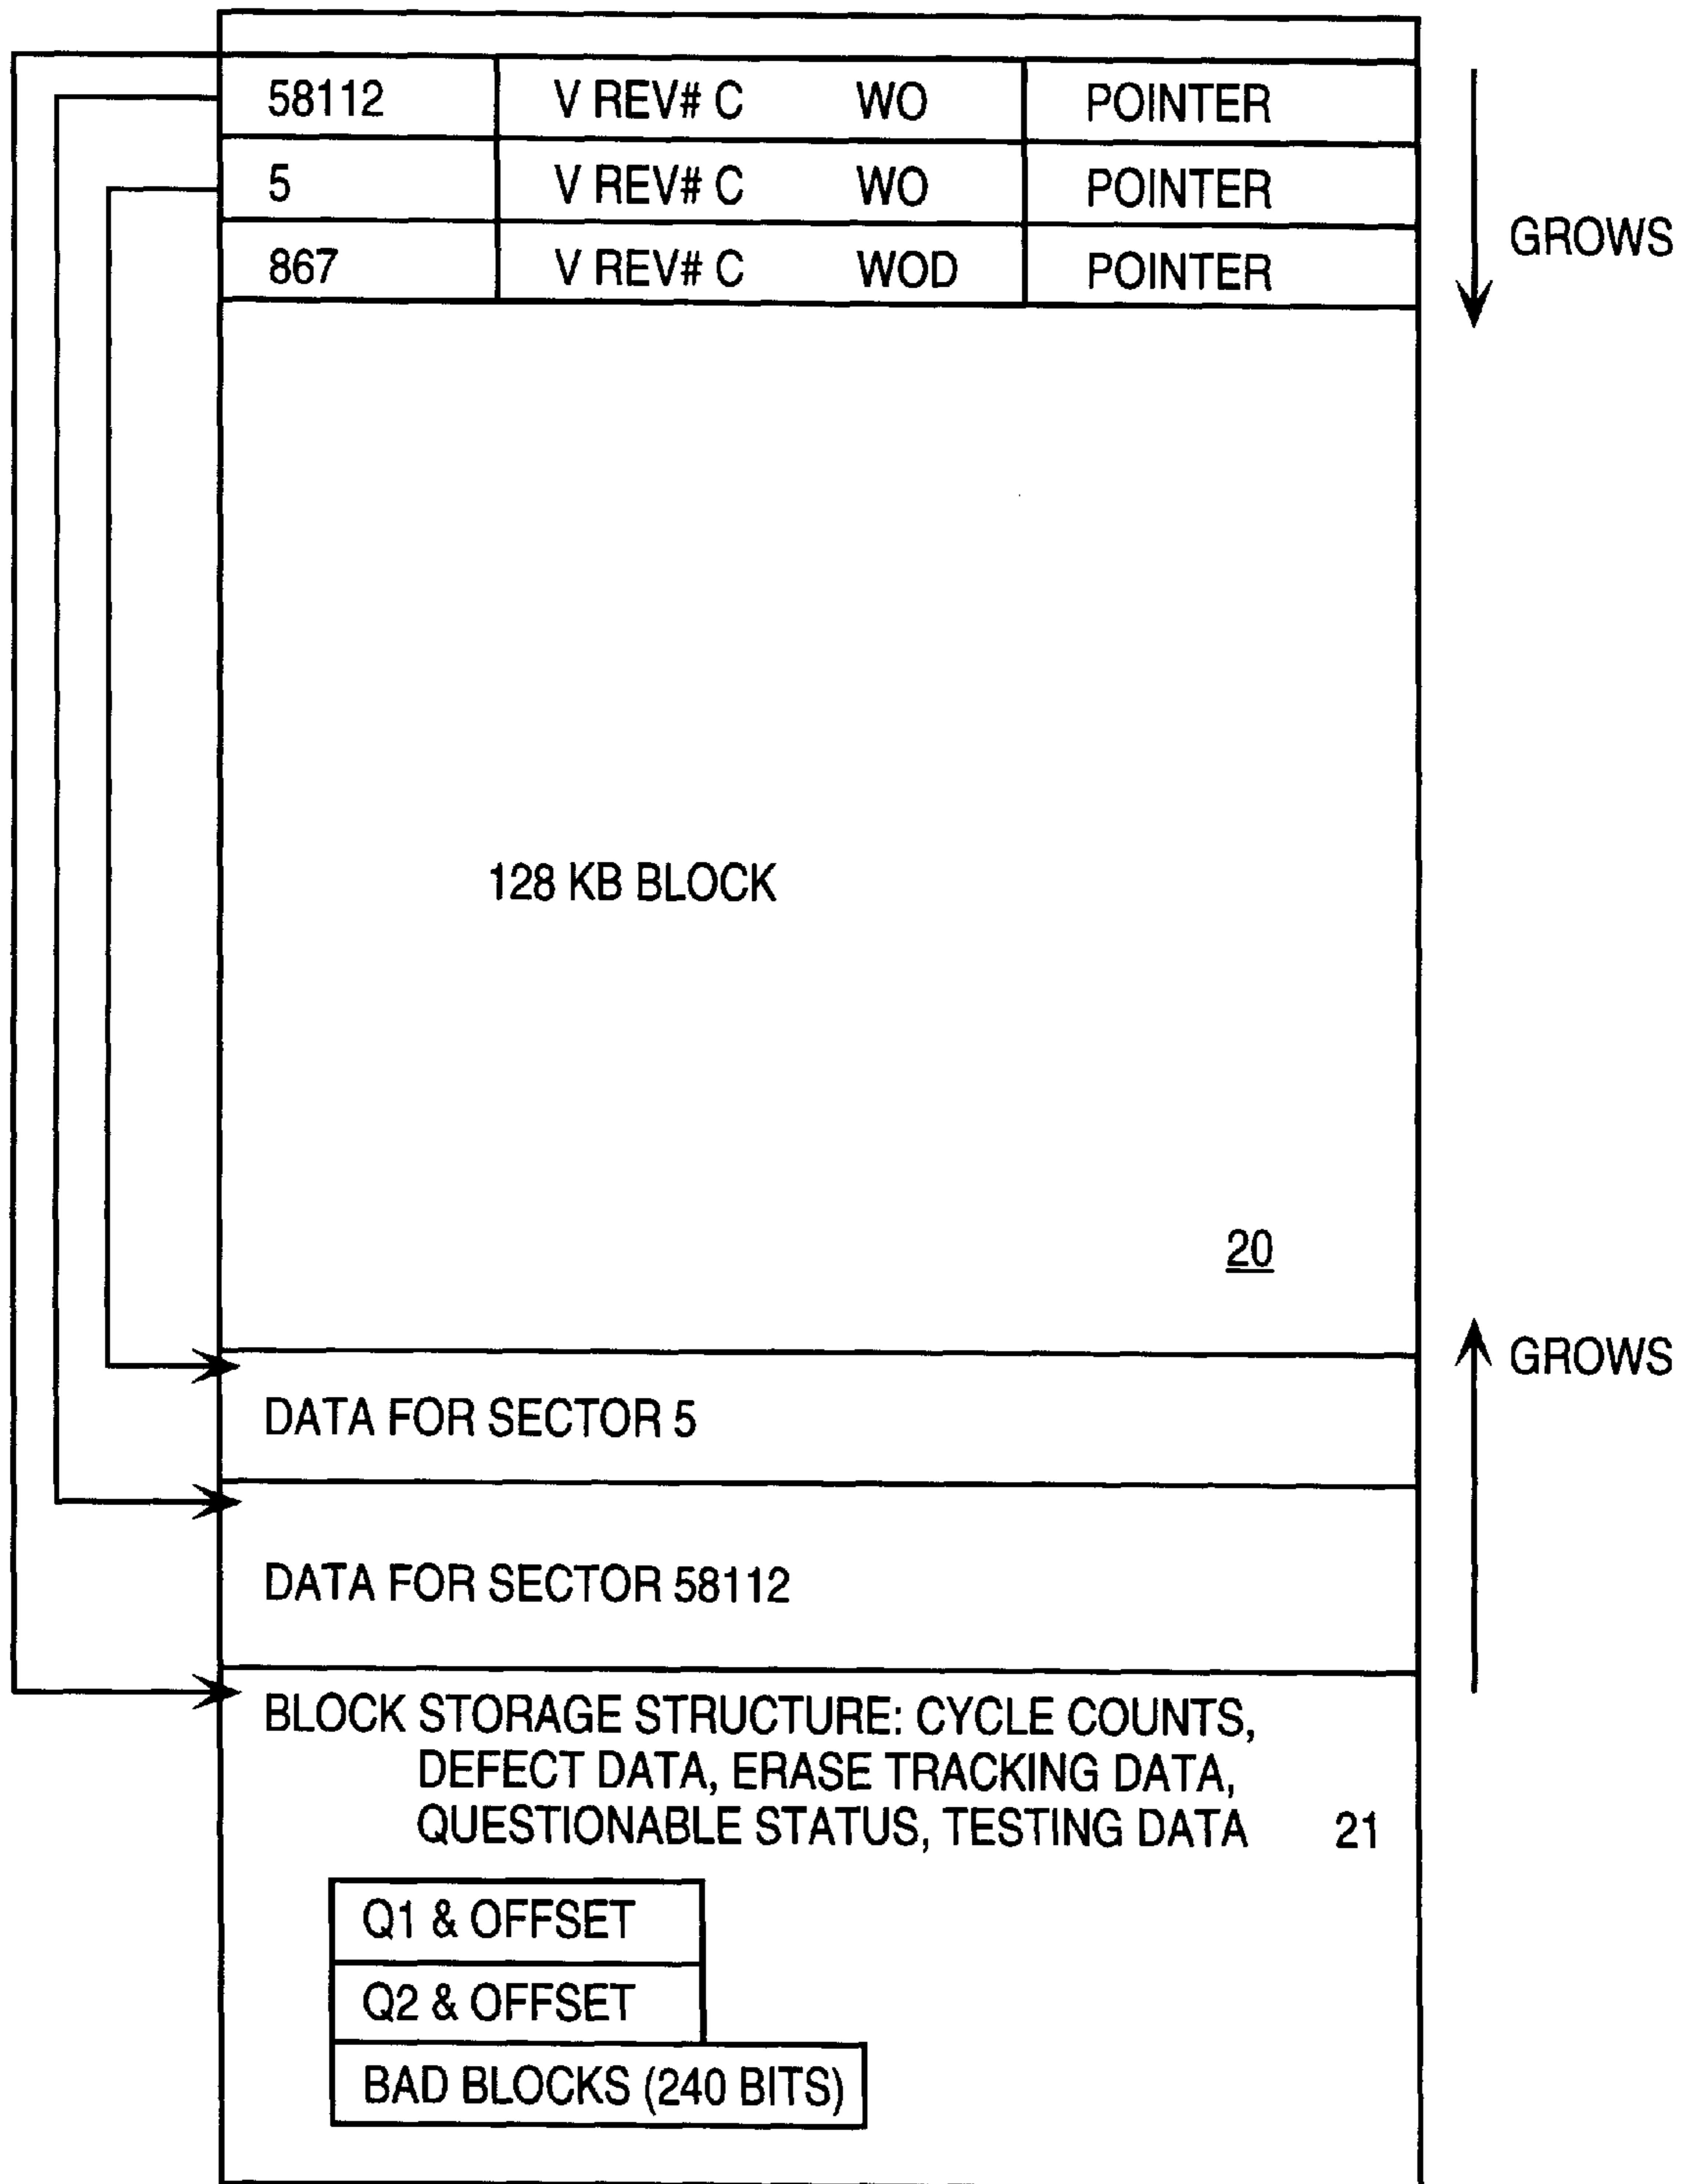 58112 V REV# C WO POINTER
5 V REV# C WO POINTER
867 V REV# C WOD POINTER
GROWS
128 KB BLOCK
20
GROWS
DATA FOR SECTOR 5
DATA FOR SECTOR 58112
BLOCK STORAGE STRUCTURE: CYCLE COUNTS,
DEFECT DATA, ERASE TRACKING DATA,
QUESTIONABLE STATUS, TESTING DATA 21
Q1 & OFFSET
Q2 & OFFSET
BAD BLOCKS (240 BITS)